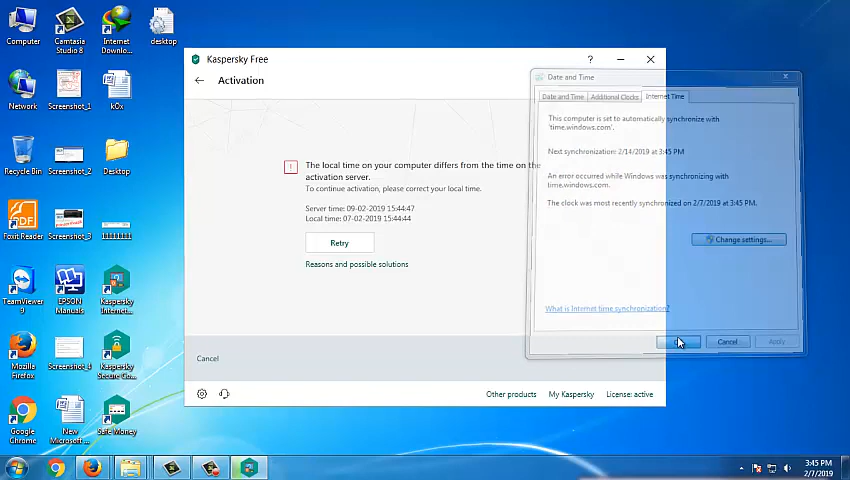 Computer
Camtasia
Studio 8
Internet
Downlo...
desktop
Network
Screenshot_1
kOx
Recycle Bin
Screenshot_2
Desktop
Foxit Reader
Screenshot_3
11111111
TeamViewer
9
EPSON
Manuals
Kaspersky
Internet...
Mozilla
Firefox
Screenshot_4
Kaspersky
Secure Co...
Google
Chrome
New
Microsoft ...
Safe Money
Kaspersky Free
?
Activation
The local time on your computer differs from the time on the
activation server.
To continue activation, please correct your local time.
Server time: 09-02-2019 15:44:47
Local time: 07-02-2019 15:44:44
Retry
Reasons and possible solutions
Cancel
Other products
My Kaspersky
License: active
Date and Time
Date and Time
Additional Clocks
Internet Time
This computer is set to automatically synchronize with
'time.windows.com'.
Next synchronization: 2/14/2019 at 3:45 PM
An error occurred while Windows was synchronizing with
time.windows.com.
The clock was most recently synchronized on 2/7/2019 at 3:45 PM.
Change settings...
What is Internet time synchronization?
Cancel
Apply
3:45 PM
2/7/2019